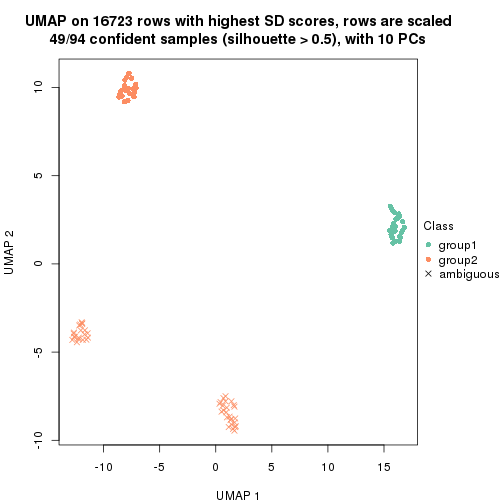 UMAP on 16723 rows with highest SD scores, rows are scaled
49/94 confident samples (silhouette > 0.5), with 10 PCs
10
5
0
-5
-10
UMAP 2
-10
-5
0
5
10
15
UMAP 1
Class
group1
group2
ambiguous